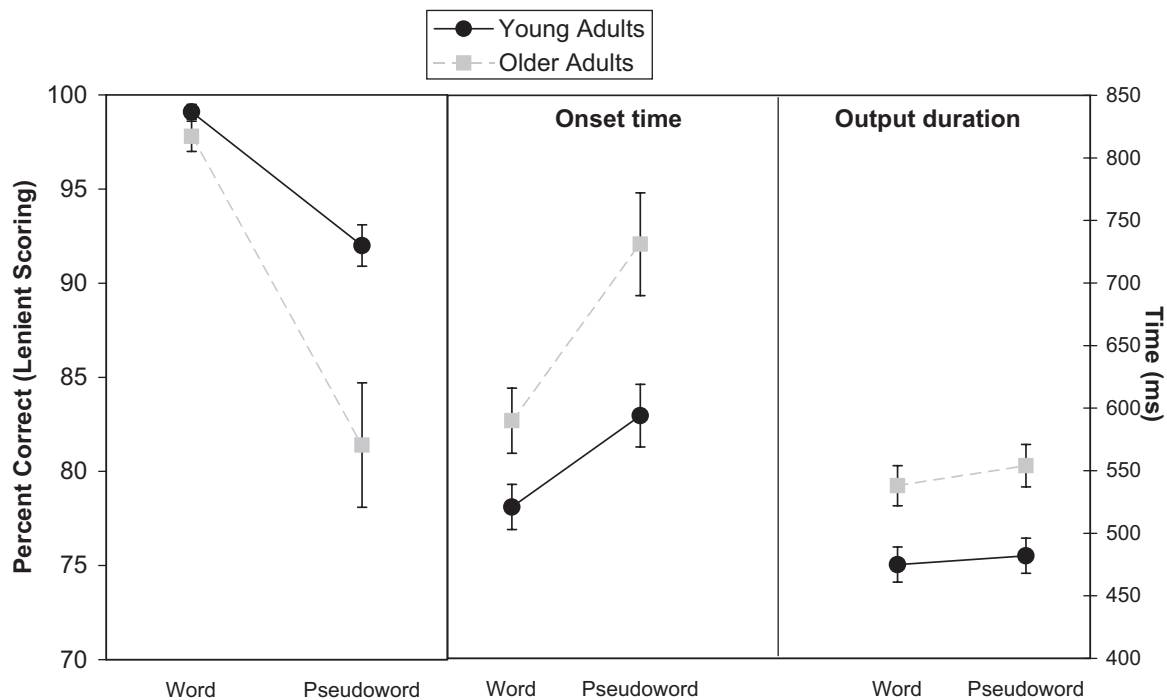 Young Adults
Older Adults
Percent Correct (Lenient Scoring)
100
95
90
85
80
75
70
Onset time
Output duration
850
800
750
700
650
600
550
500
450
400
Time (ms)
Word Pseudoword Word Pseudoword Word Pseudoword